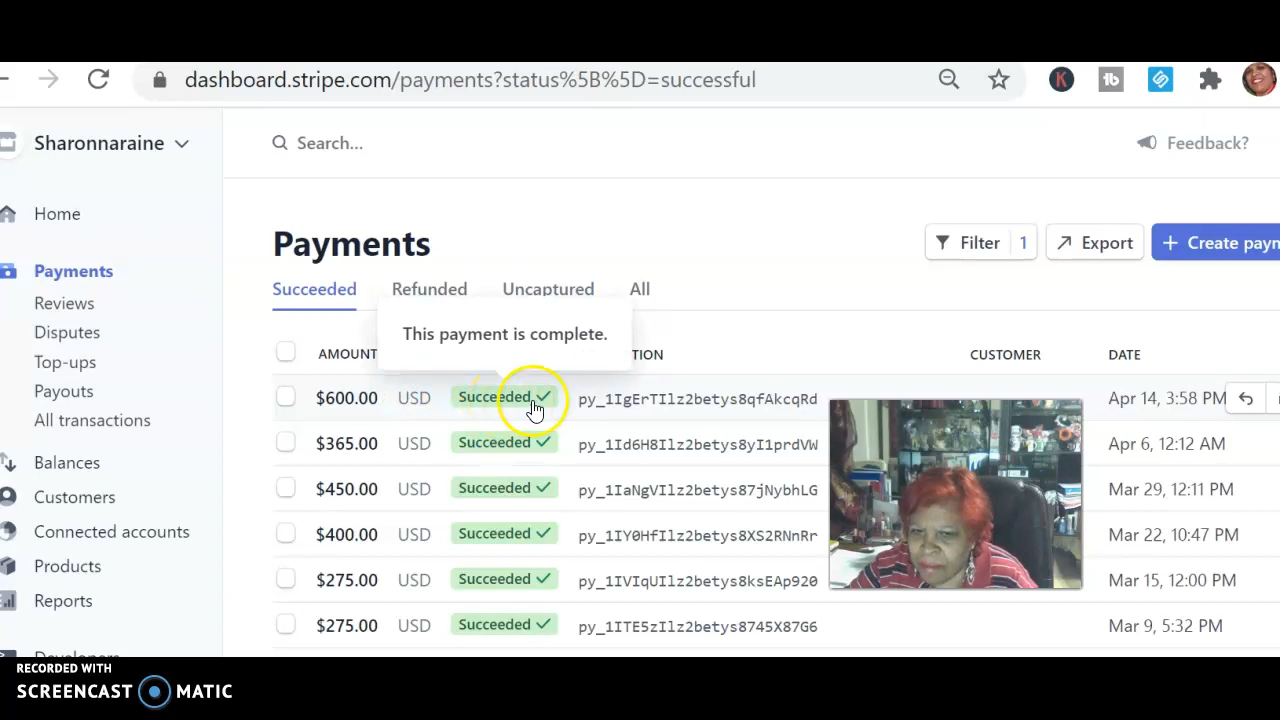 dashboard.stripe.com/payments?status%5B%5D=successful
Sharonnaraine
Search...
Feedback?
Home
Payments
Reviews
Disputes
Top-ups
Payouts
All transactions
Balances
Customers
Connected accounts
Products
Reports
Payments
Filter 1
Export
+ Create paym
Succeeded Refunded Uncaptured All
This payment is complete.
AMOUNT TION CUSTOMER DATE
$600.00 USD Succeeded ✓ py_1IgErTIlz2betys8qfAkcqRd Apr 14, 3:58 PM
$365.00 USD Succeeded ✓ py_1Id6H8Ilz2betys8yI1prdVW Apr 6, 12:12 AM
$450.00 USD Succeeded ✓ py_1IaNgVIlz2betys87jNybhLG Mar 29, 12:11 PM
$400.00 USD Succeeded ✓ py_1IY0HfIlz2betys8XS2RNnRr Mar 22, 10:47 PM
$275.00 USD Succeeded ✓ py_1IVIqUIlz2betys8ksEAp920 Mar 15, 12:00 PM
$275.00 USD Succeeded ✓ py_1ITE5zIlz2betys8745X87G6 Mar 9, 5:32 PM
RECORDED WITH
SCREENCAST MATIC